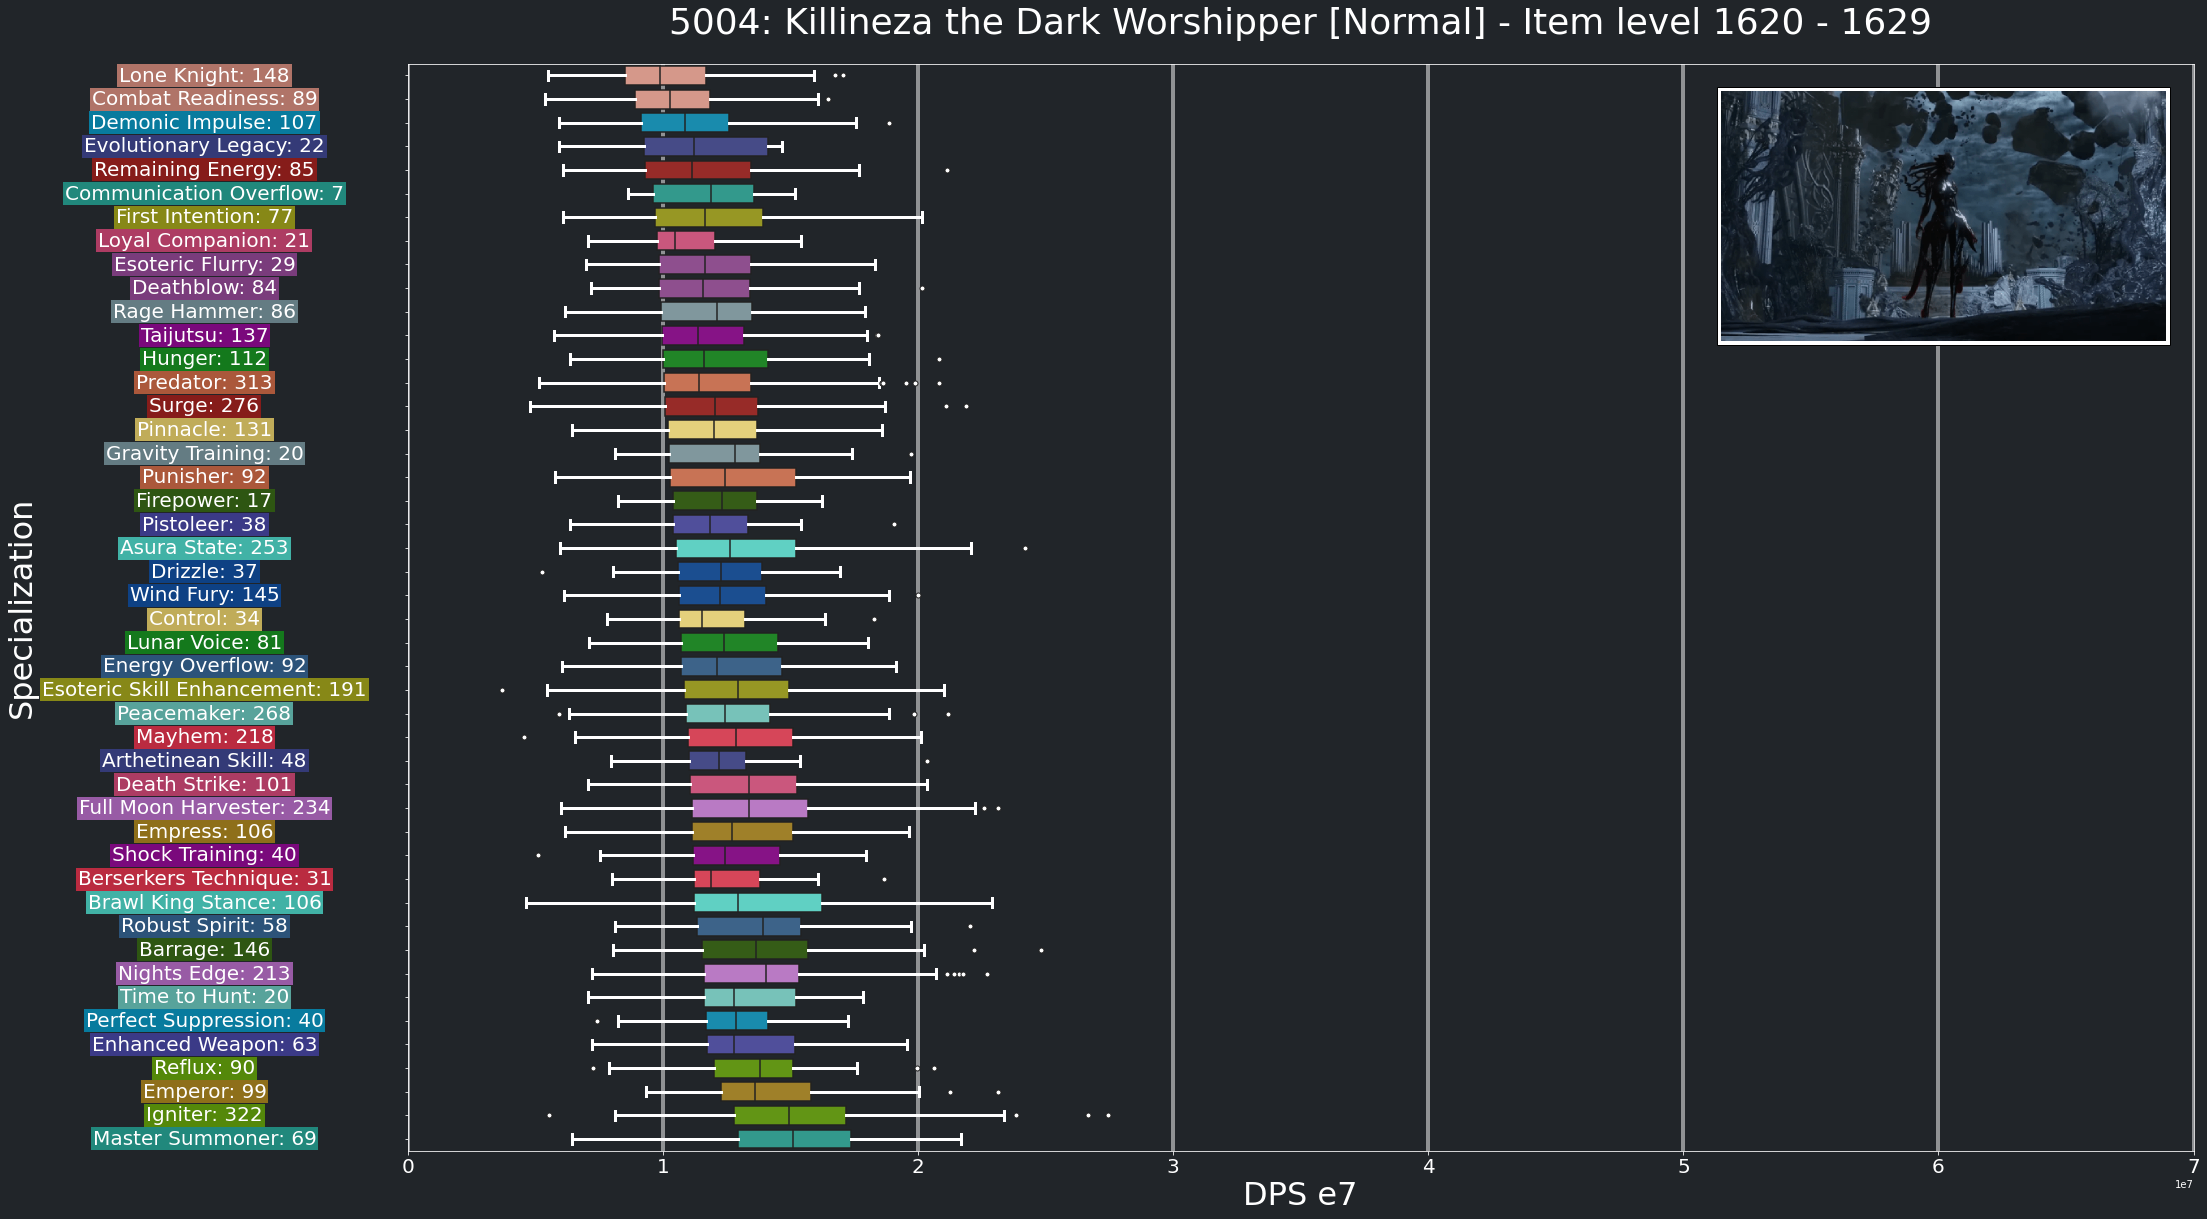 5004: Killineza the Dark Worshipper [Normal] - Item level 1620 - 1629
Specialization
Lone Knight: 148
Combat Readiness: 89
Demonic Impulse: 107
Evolutionary Legacy: 22
Remaining Energy: 85
Communication Overflow: 7
First Intention: 77
Loyal Companion: 21
Esoteric Flurry: 29
Deathblow: 84
Rage Hammer: 86
Taijutsu: 137
Hunger: 112
Predator: 313
Surge: 276
Pinnacle: 131
Gravity Training: 20
Punisher: 92
Firepower: 17
Pistoleer: 38
Asura State: 253
Drizzle: 37
Wind Fury: 145
Control: 34
Lunar Voice: 81
Energy Overflow: 92
Esoteric Skill Enhancement: 191
Peacemaker: 268
Mayhem: 218
Arthetinean Skill: 48
Death Strike: 101
Full Moon Harvester: 234
Empress: 106
Shock Training: 40
Berserkers Technique: 31
Brawl King Stance: 106
Robust Spirit: 58
Barrage: 146
Nights Edge: 213
Time to Hunt: 20
Perfect Suppression: 40
Enhanced Weapon: 63
Reflux: 90
Emperor: 99
Igniter: 322
Master Summoner: 69
0 1 2 3 4 5 6 7
DPS e7
1e7